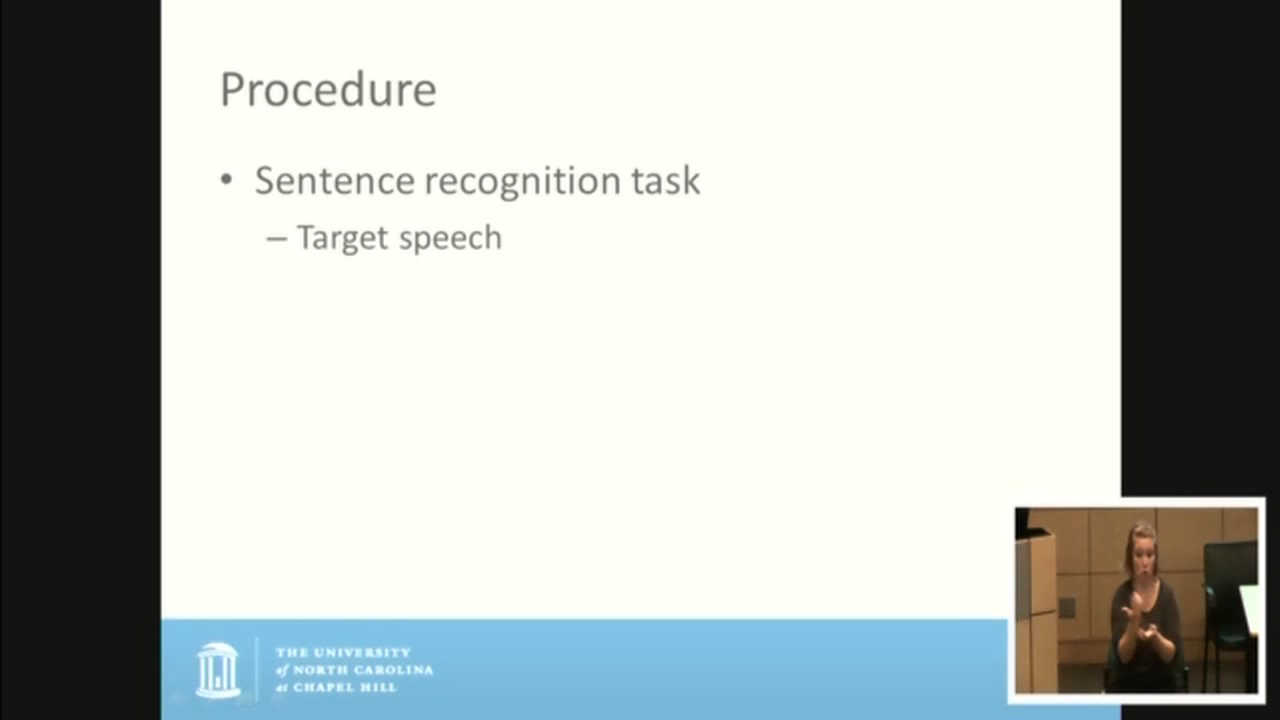 Procedure
• Sentence recognition task
– Target speech
THE UNIVERSITY
of NORTH CAROLINA
at CHAPEL HILL